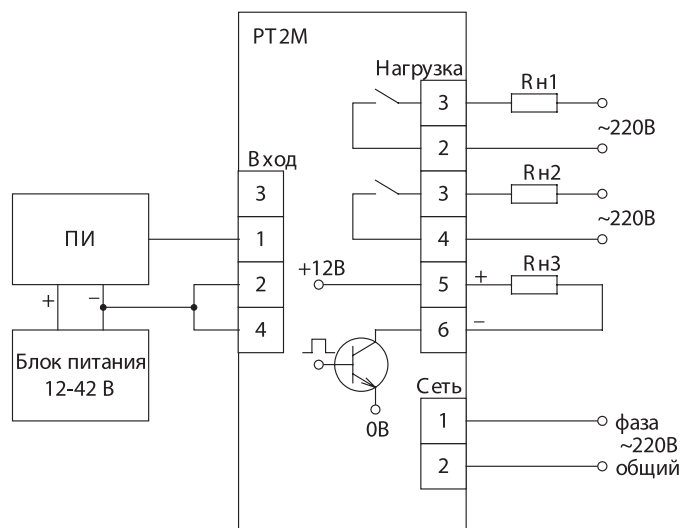 РТ2М
Нагрузка
3
Rн1
~220В
2
Вход
3
3
Rн2
ПИ
1
4
~220В
+12В
2
5
+
Rн3
+
–
4
6
–
Блок питания
12-42 В
0В
Сеть
1
фаза
~220В
2
общий